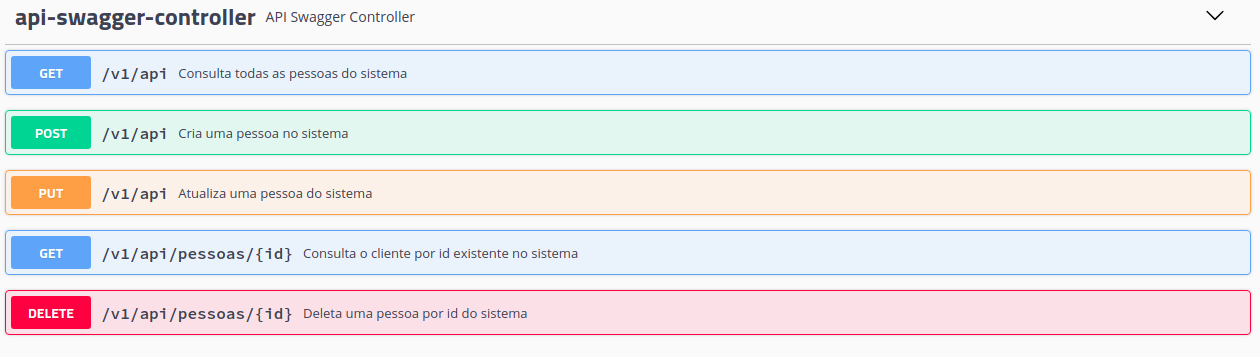 api-swagger-controller API Swagger Controller
GET /v1/api Consulta todas as pessoas do sistema
POST /v1/api Cria uma pessoa no sistema
PUT /v1/api Atualiza uma pessoa do sistema
GET /v1/api/pessoas/{id} Consulta o cliente por id existente no sistema
DELETE /v1/api/pessoas/{id} Deleta uma pessoa por id do sistema